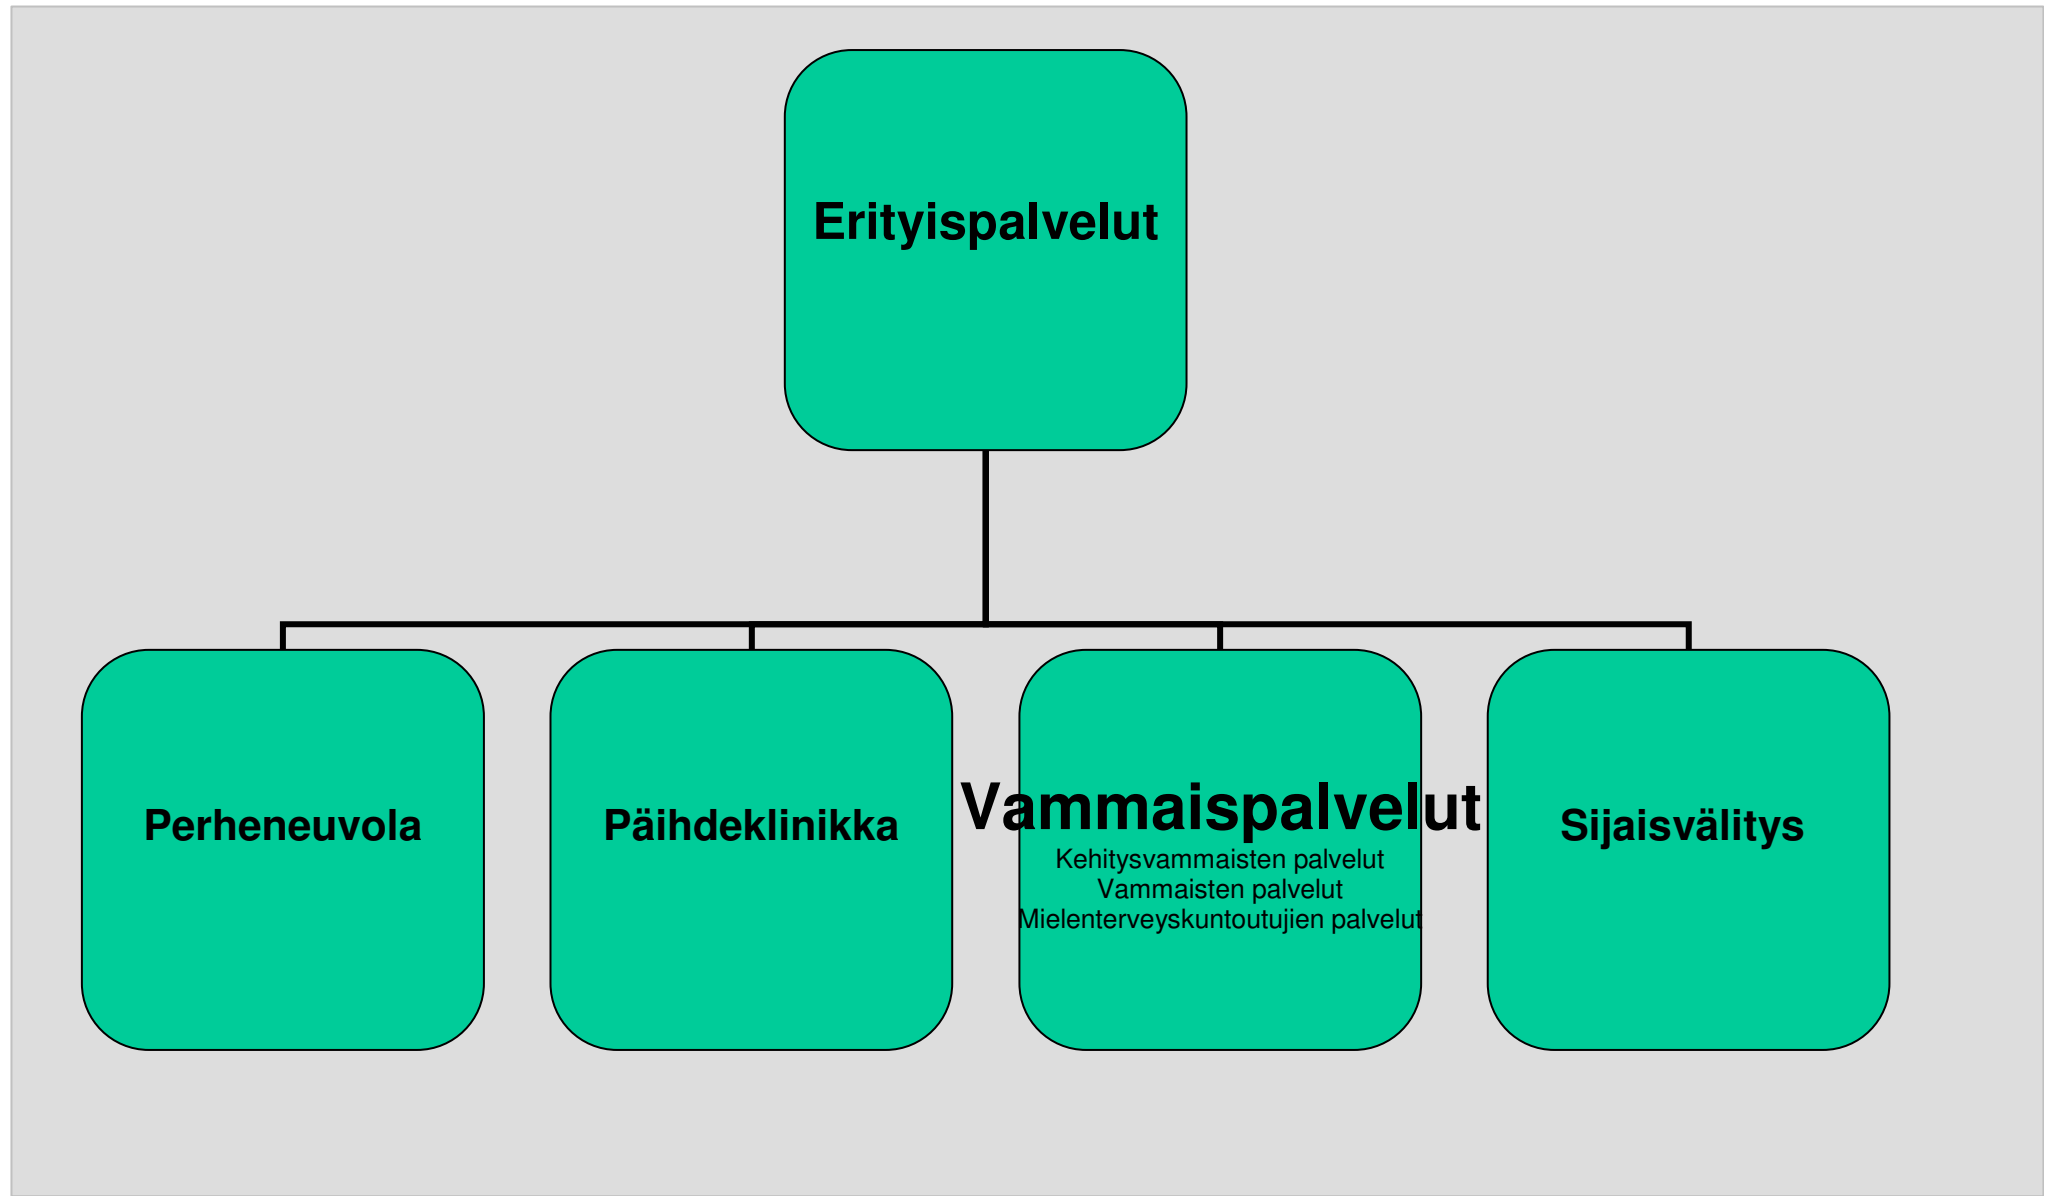 Erityispalvelut
Perheneuvola
Päihdeklinikka
Vammaispalvelut
Kehitysvammaisten palvelut
Vammaisten palvelut
Mielenterveyskuntoutujien palvelut
Sijaisvälitys